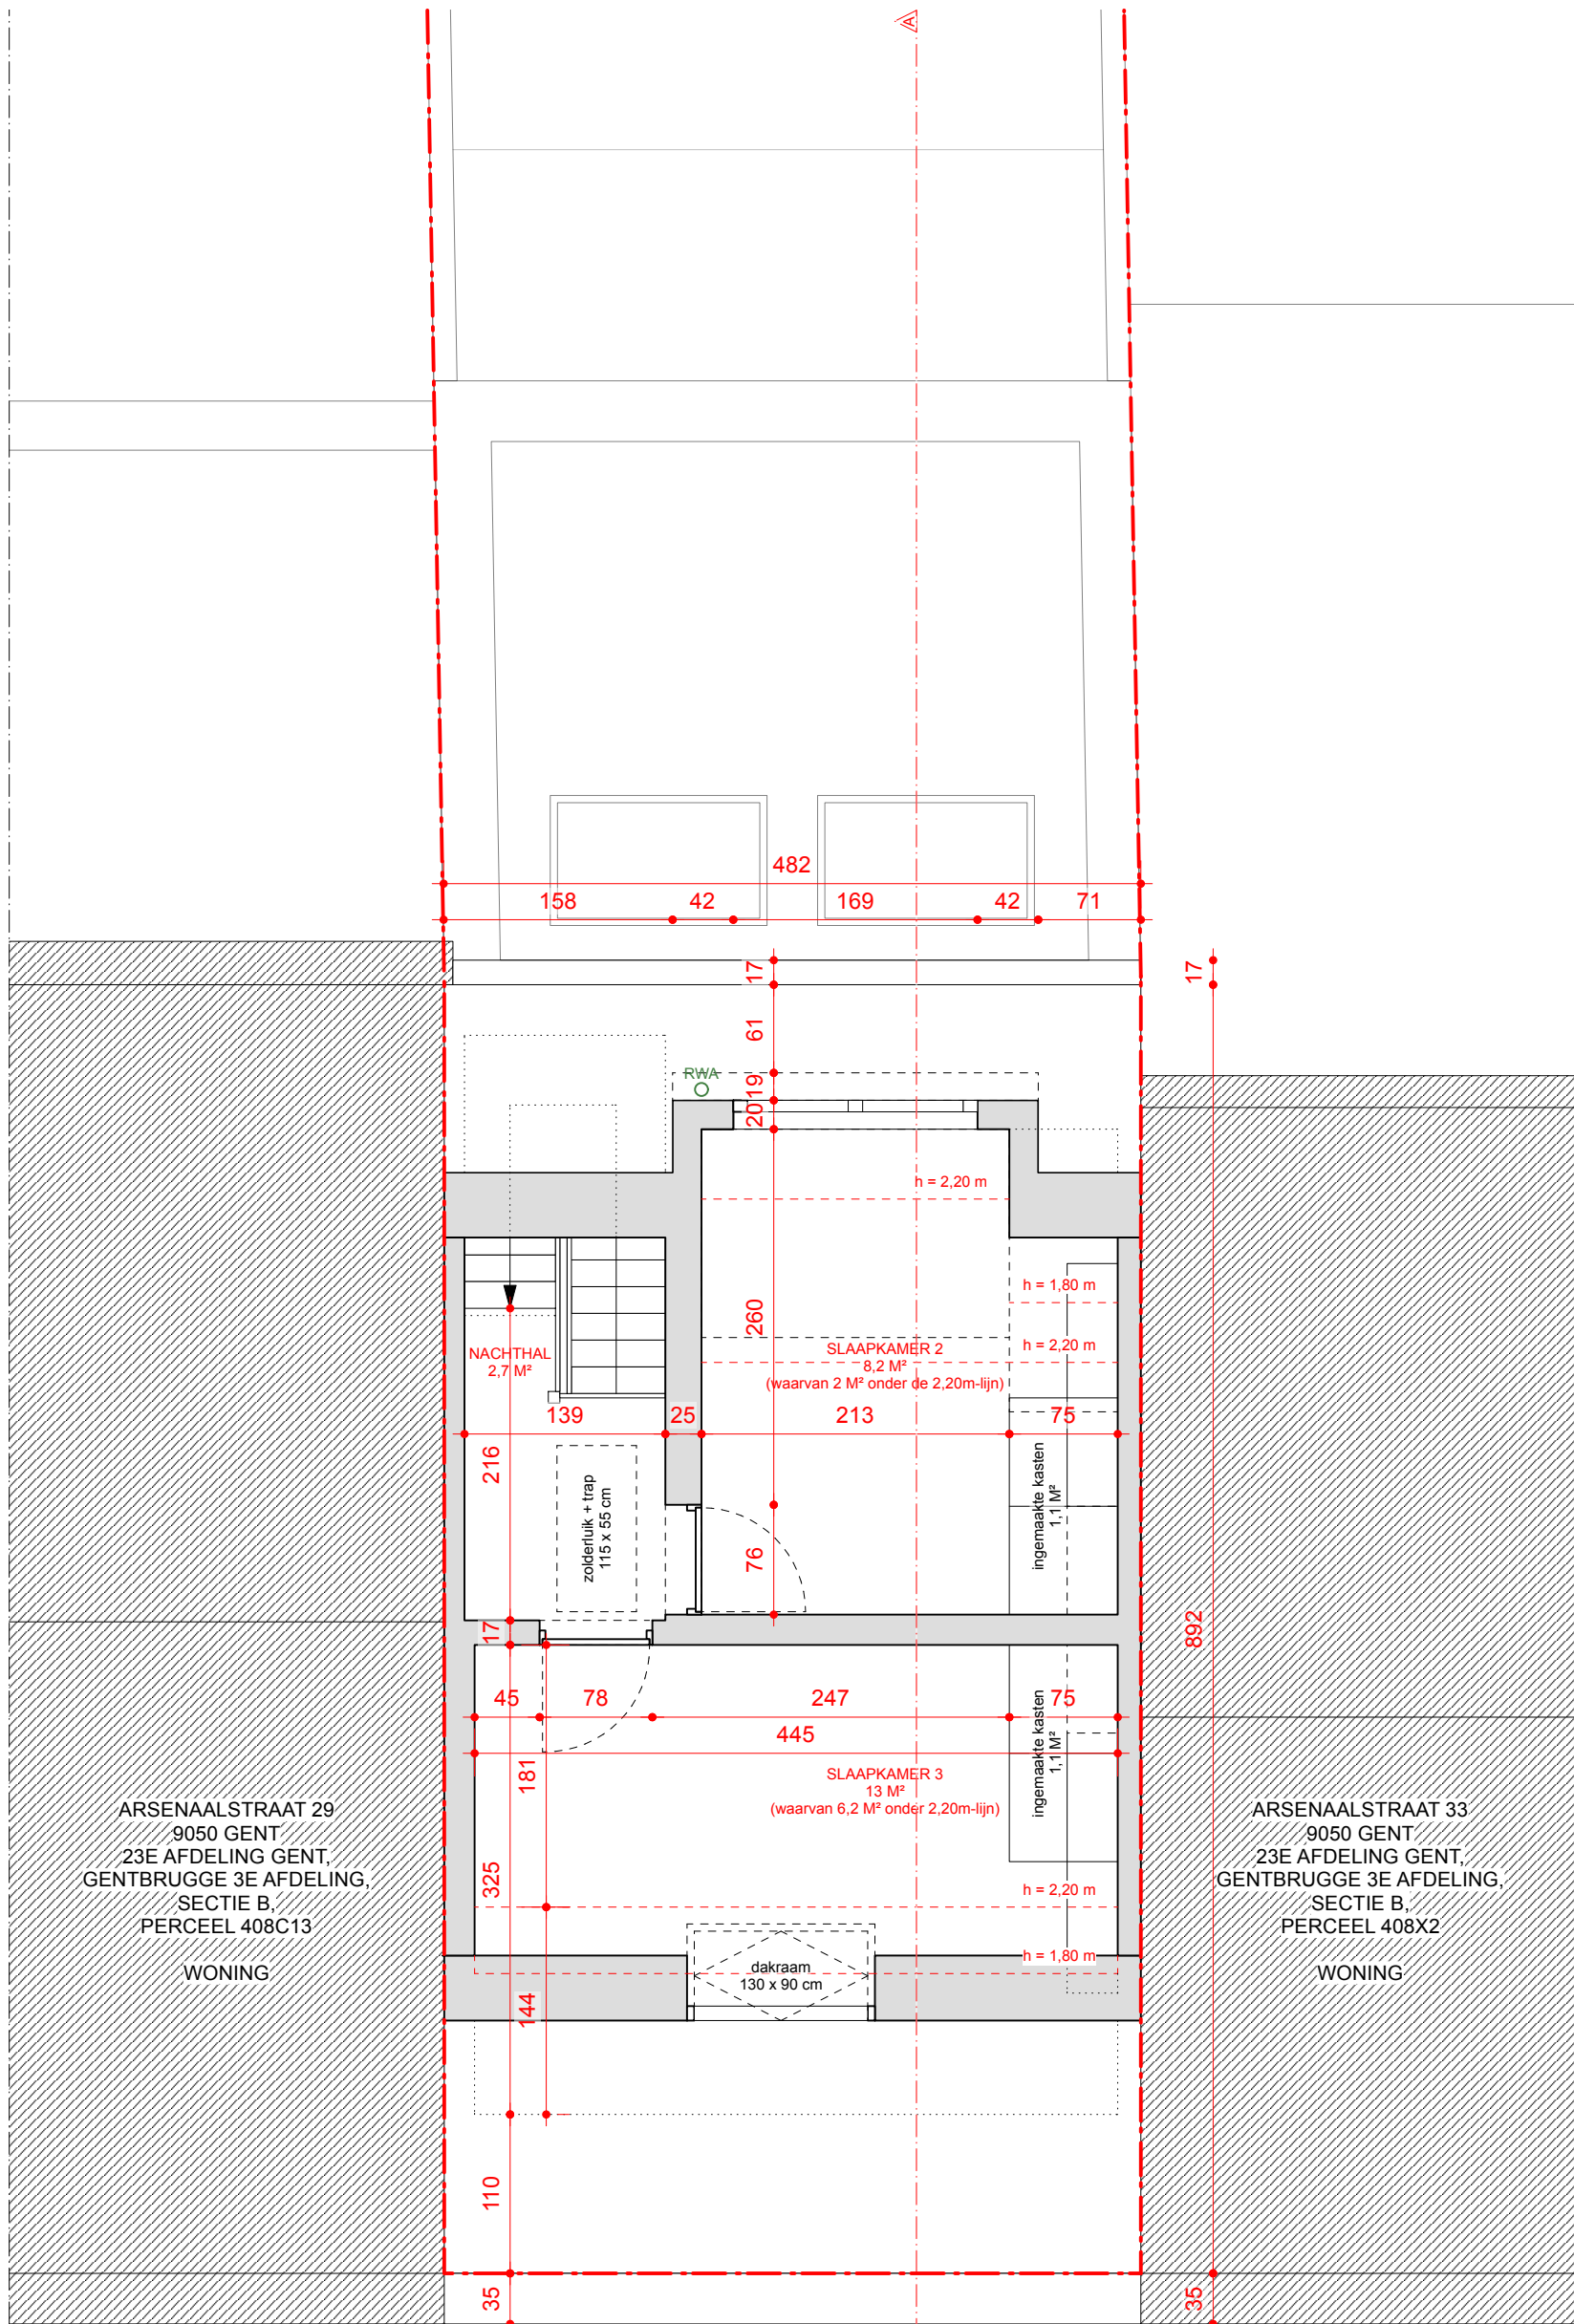 A
482
158
42
169
42
71
17
17
61
RWA
19
20
h = 2,20 m
h = 1,80 m
260
h = 2,20 m
NACHTHAL
2,7 M²
SLAAPKAMER 2
8,2 M²
(waarvan 2 M² onder de 2,20m-lijn)
139
25
213
75
216
zolderluik + trap
115 x 55 cm
ingemaakte kasten
1,1 M²
76
17
892
45
78
247
75
445
181
ingemaakte kasten
1,1 M²
SLAAPKAMER 3
13 M²
(waarvan 6,2 M² onder 2,20m-lijn)
ARSENAALSTRAAT 29
9050 GENT
23E AFDELING GENT,
GENTBRUGGE 3E AFDELING,
SECTIE B,
PERCEEL 408C13
WONING
ARSENAALSTRAAT 33
9050 GENT
23E AFDELING GENT,
GENTBRUGGE 3E AFDELING,
SECTIE B,
PERCEEL 408X2
WONING
325
h = 2,20 m
h = 1,80 m
dakraam
130 x 90 cm
144
110
35
35